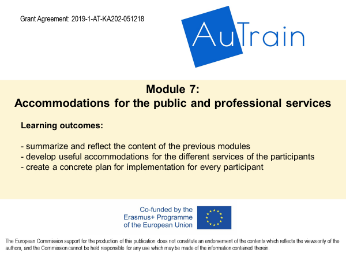 Grant Agreement: 2019-1-AT-KA202-051218
AuTrain
Module 7:
Accommodations for the public and professional services
Learning outcomes:
- summarize and reflect the content of the previous modules
- develop useful accommodations for the different services of the participants
- create a concrete plan for implementation for every participant
Co-funded by the
Erasmus+ Programme
of the European Union
The European Commission support for the production of this publication does not constitute an endorsement of the contents which reflects the views only of the
authors, and the Commission cannot be held responsible for any use which may be made of the information contained therein